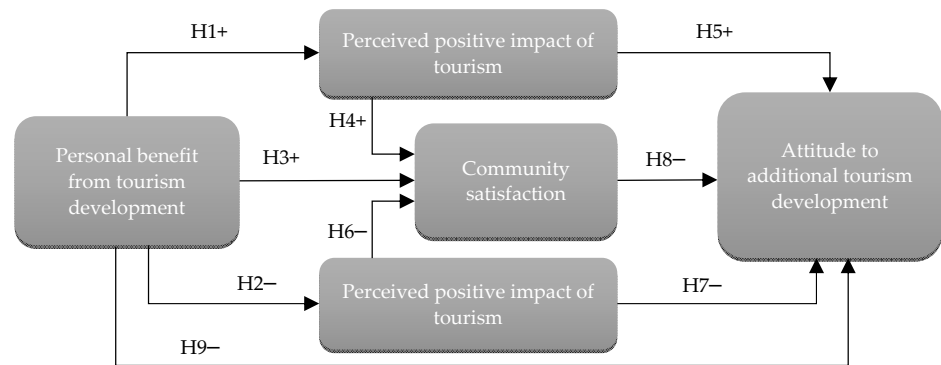 H1+
Perceived positive impact of
tourism
H5+
H4+
Personal benefit
from tourism
development
H3+
Community
satisfaction
H8−
Attitude to
additional tourism
development
H6−
H2−
Perceived positive impact of
tourism
H7−
H9−